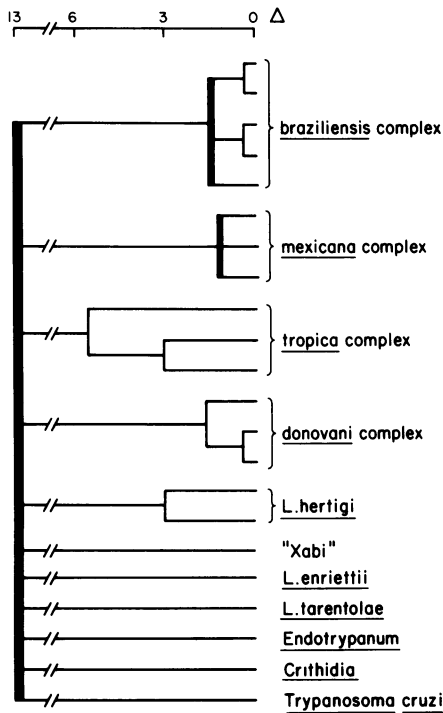 13 6 3 0 Δ
braziliensis complex
mexicana complex
tropica complex
donovani complex
L.hertigi
"Xabi"
L.enriettii
L.tarentolae
Endotrypanum
Crithidia
Trypanosoma cruzi